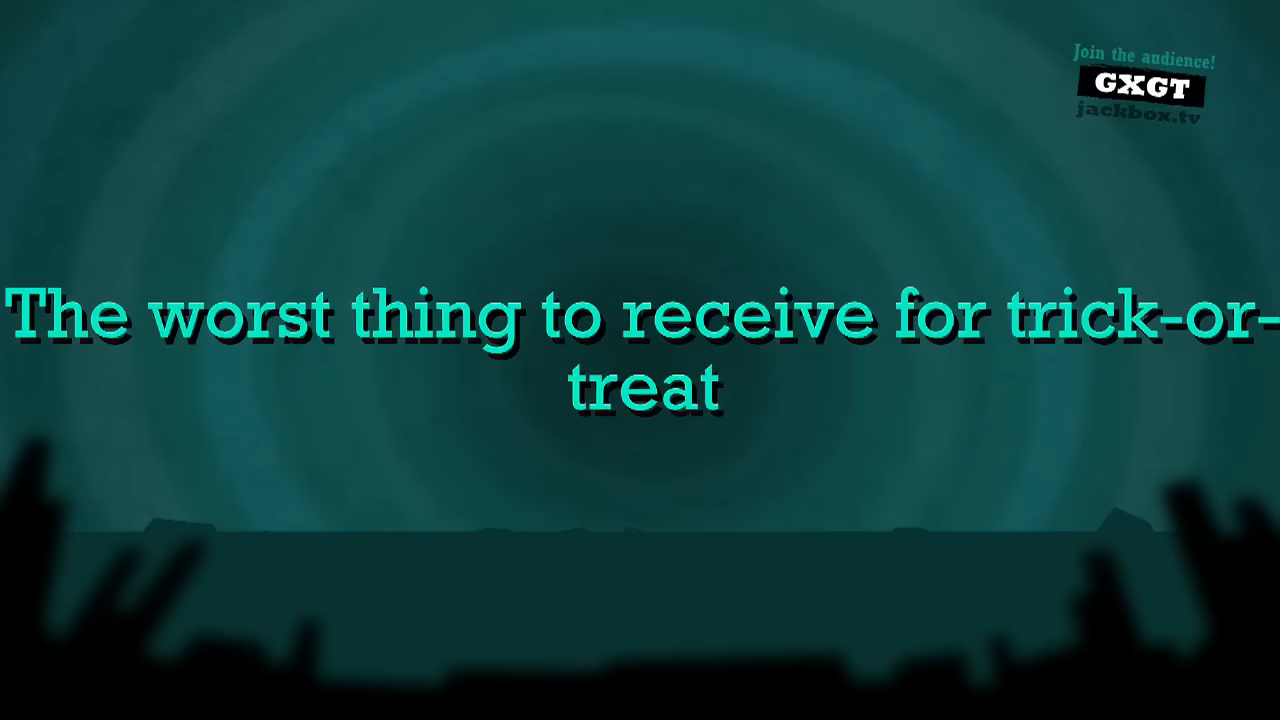 Join the audience!
GXGT
jackbox.tv
The worst thing to receive for trick-or-
treat